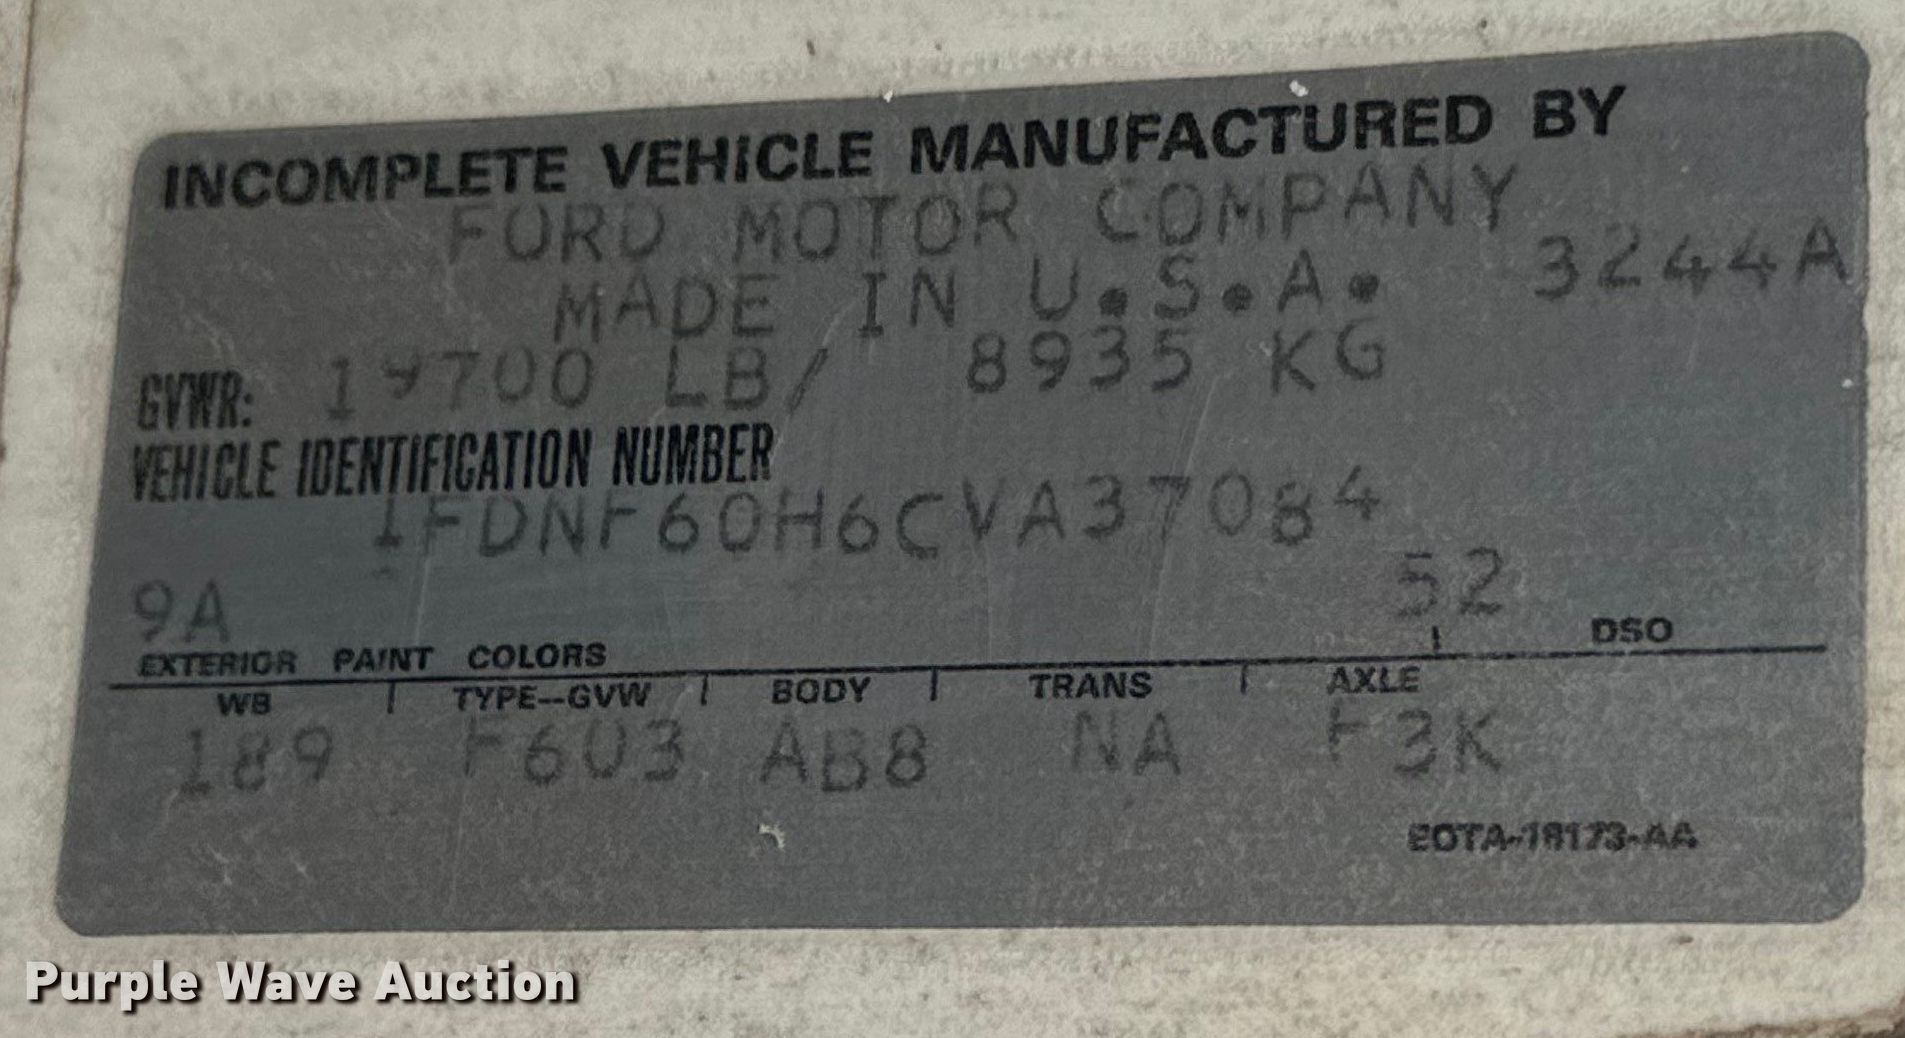 INCOMPLETE VEHICLE MANUFACTURED BY
FORD MOTOR COMPANY
MADE IN U.S.A. 3244A
GVWR: 19700 LB/ 8935 KG
VEHICLE IDENTIFICATION NUMBER
1FDNF60H6CVA37084
9A 52
EXTERIOR PAINT COLORS DSO
WB TYPE--GVW BODY TRANS AXLE
189 F603 AB8 NA F3K
EOTA-18173-AA
Purple Wave Auction